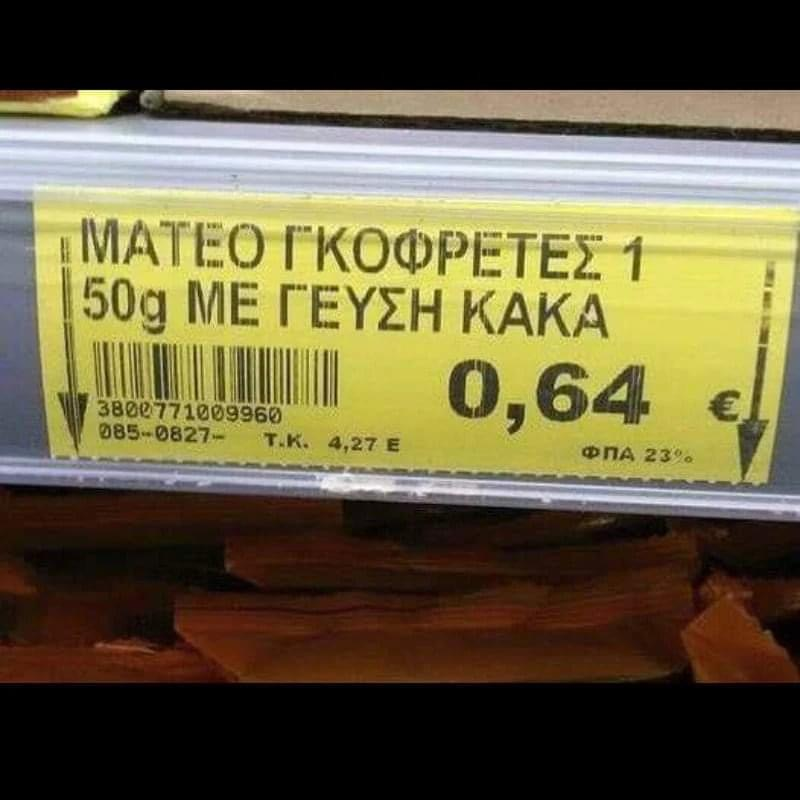 ΜΑΤΕΟ ΓΚΟΦΡΕΤΕΣ 1
50g ΜΕ ΓΕΥΣΗ ΚΑΚΑ
0,64 €
3800771009960
085-0827- Τ.Κ. 4,27 Ε
ΦΠΑ 23%